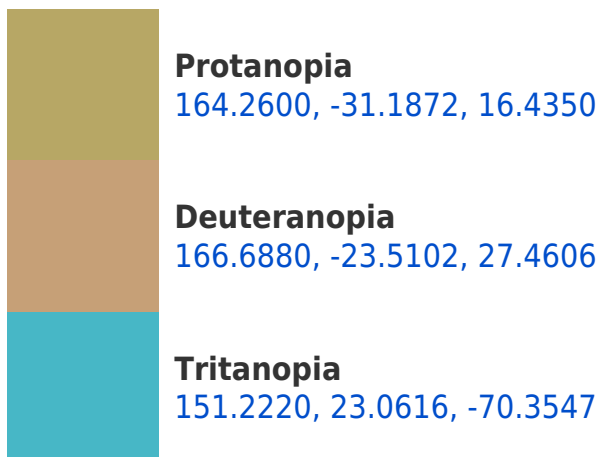 Protanopia
164.2600, -31.1872, 16.4350
Deuteranopia
166.6880, -23.5102, 27.4606
Tritanopia
151.2220, 23.0616, -70.3547